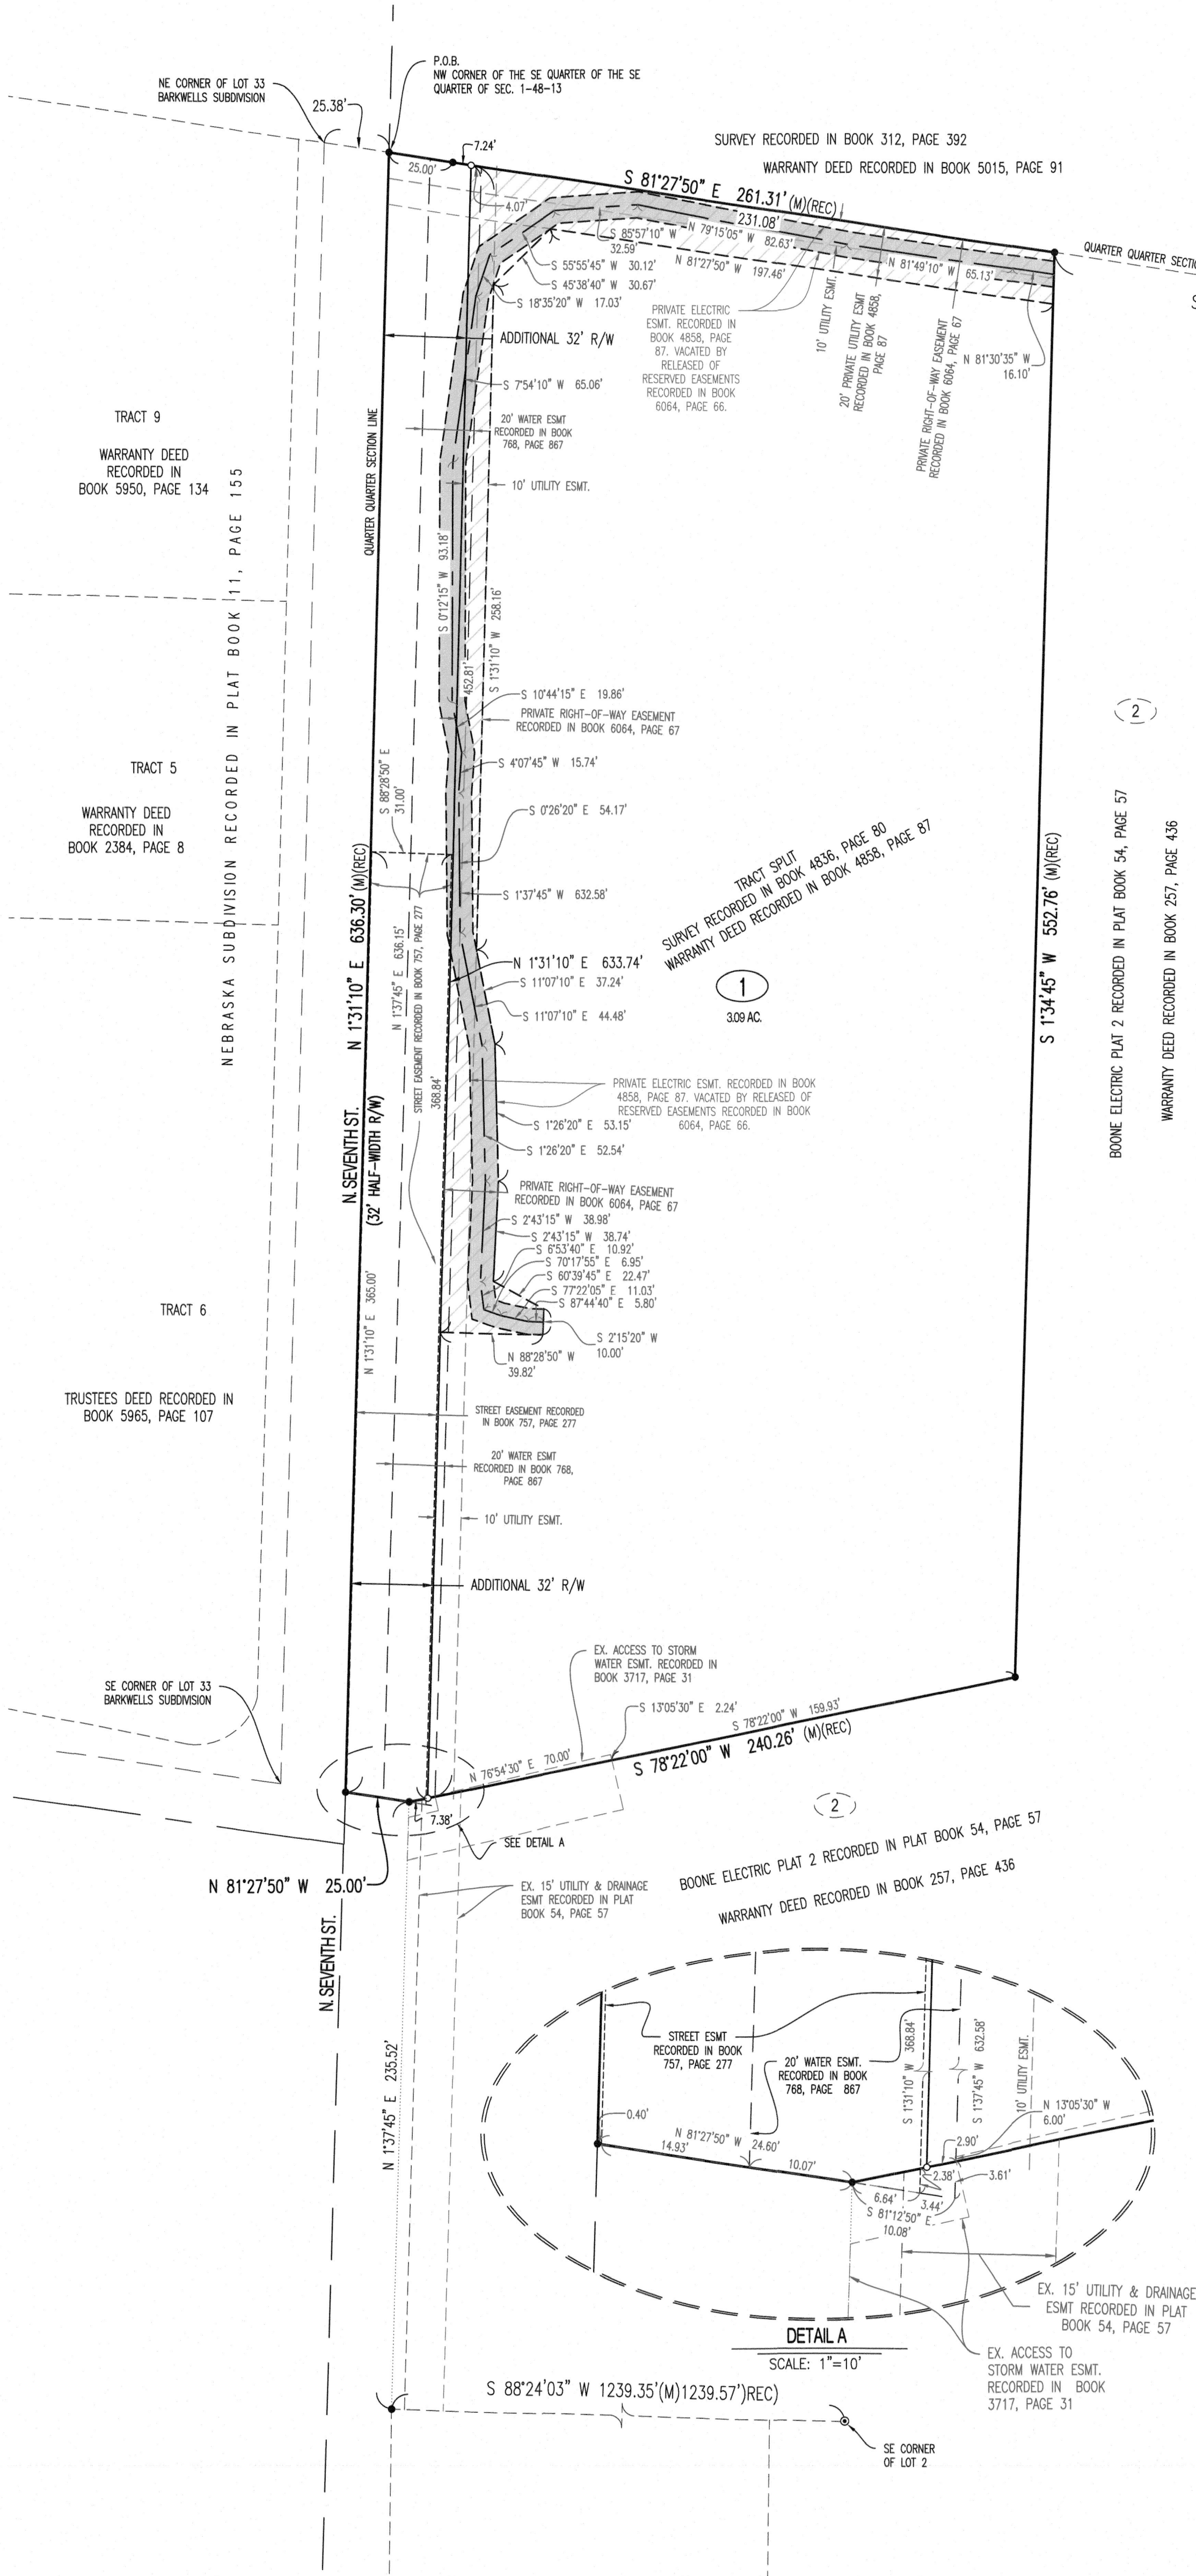 P.O.B.
NW CORNER OF THE SE QUARTER OF THE SE
QUARTER OF SEC. 1-48-13
NE CORNER OF LOT 33
BARKWELLS SUBDIVISION
25.38'
7.24'
25.00'
4.07'
SURVEY RECORDED IN BOOK 312, PAGE 392
WARRANTY DEED RECORDED IN BOOK 5015, PAGE 91
S 81°27'50" E 261.31' (M)(REC)
231.08'
QUARTER QUARTER SECTI
S 85°57'10" W
32.59'
N 79°15'05" W 82.63'
N 81°49'10" W
65.13'
S 55°55'45" W 30.12'
N 81°27'50" W 197.46'
S 45°38'40" W 30.67'
S 18°35'20" W 17.03'
PRIVATE ELECTRIC
ESMT. RECORDED IN
BOOK 4858, PAGE
87. VACATED BY
RELEASED OF
RESERVED EASEMENTS
RECORDED IN BOOK
6064, PAGE 66.
10' UTILITY ESMT.
20' PRIVATE UTILITY ESMT
RECORDED IN BOOK 4858,
PAGE 87
PRIVATE RIGHT-OF-WAY EASEMENT
RECORDED IN BOOK 6064, PAGE 67
N 81°30'35" W
16.10'
ADDITIONAL 32' R/W
S 7°54'10" W 65.06'
20' WATER ESMT
RECORDED IN BOOK
768, PAGE 867
10' UTILITY ESMT.
QUARTER QUARTER SECTION LINE
TRACT 9
WARRANTY DEED
RECORDED IN
BOOK 5950, PAGE 134
NEBRASKA SUBDIVISION RECORDED IN PLAT BOOK 11, PAGE 155
S 0°12'15" W 93.18'
452.81'
S 1°31'10" W 258.16'
S 10°44'15" E 19.86'
PRIVATE RIGHT-OF-WAY EASEMENT
RECORDED IN BOOK 6064, PAGE 67
S 4°07'45" W 15.74'
2
TRACT 5
WARRANTY DEED
RECORDED IN
BOOK 2384, PAGE 8
S 88°28'50" E
31.00'
S 0°26'20" E 54.17'
S 1°37'45" W 632.58'
TRACT SPLIT
SURVEY RECORDED IN BOOK 4836, PAGE 80
WARRANTY DEED RECORDED IN BOOK 4858, PAGE 87
N 1°31'10" E 636.30' (M)(REC)
N 1°37'45" E 636.15'
STREET EASEMENT RECORDED IN BOOK 757, PAGE 277
N 1°31'10" E 633.74'
S 11°07'10" E 37.24'
S 11°07'10" E 44.48'
1
3.09 AC.
S 1°34'45" W 552.76' (M)(REC)
BOONE ELECTRIC PLAT 2 RECORDED IN PLAT BOOK 54, PAGE 57
WARRANTY DEED RECORDED IN BOOK 257, PAGE 436
368.84'
N. SEVENTH ST.
(32' HALF-WIDTH R/W)
PRIVATE ELECTRIC ESMT. RECORDED IN BOOK
4858, PAGE 87. VACATED BY RELEASED OF
RESERVED EASEMENTS RECORDED IN BOOK
6064, PAGE 66.
S 1°26'20" E 53.15'
S 1°26'20" E 52.54'
PRIVATE RIGHT-OF-WAY EASEMENT
RECORDED IN BOOK 6064, PAGE 67
S 2°43'15" W 38.98'
S 2°43'15" W 38.74'
S 6°53'40" E 10.92'
S 70°17'55" E 6.95'
S 60°39'45" E 22.47'
S 77°22'05" E 11.03'
S 87°44'40" E 5.80'
S 2°15'20" W
10.00'
N 88°28'50" W
39.82'
TRACT 6
TRUSTEES DEED RECORDED IN
BOOK 5965, PAGE 107
N 1°31'10" E 365.00'
STREET EASEMENT RECORDED
IN BOOK 757, PAGE 277
20' WATER ESMT
RECORDED IN BOOK 768,
PAGE 867
10' UTILITY ESMT.
ADDITIONAL 32' R/W
SE CORNER OF LOT 33
BARKWELLS SUBDIVISION
EX. ACCESS TO STORM
WATER ESMT. RECORDED IN
BOOK 3717, PAGE 31
S 13°05'30" E 2.24'
S 78°22'00" W 159.93'
S 78°22'00" W 240.26' (M)(REC)
N 76°54'30" E 70.00'
7.38'
SEE DETAIL A
N 81°27'50" W 25.00'
2
BOONE ELECTRIC PLAT 2 RECORDED IN PLAT BOOK 54, PAGE 57
WARRANTY DEED RECORDED IN BOOK 257, PAGE 436
EX. 15' UTILITY & DRAINAGE
ESMT RECORDED IN PLAT
BOOK 54, PAGE 57
N. SEVENTH ST.
N 1°37'45" E 235.52'
STREET ESMT
RECORDED IN BOOK
757, PAGE 277
20' WATER ESMT.
RECORDED IN BOOK
768, PAGE 867
S 1°31'10" W 368.84'
S 1°37'45" W 632.58'
10' UTILITY ESMT.
N 13°05'30" W
6.00'
0.40'
N 81°27'50" W 24.60'
14.93'
10.07'
2.90'
2.38'
3.61'
6.64'
3.44'
S 81°12'50" E
10.08'
EX. 15' UTILITY & DRAINAGE
ESMT RECORDED IN PLAT
BOOK 54, PAGE 57
EX. ACCESS TO
STORM WATER ESMT.
RECORDED IN BOOK
3717, PAGE 31
DETAIL A
SCALE: 1"=10'
S 88°24'03" W 1239.35'(M)1239.57')REC)
SE CORNER
OF LOT 2